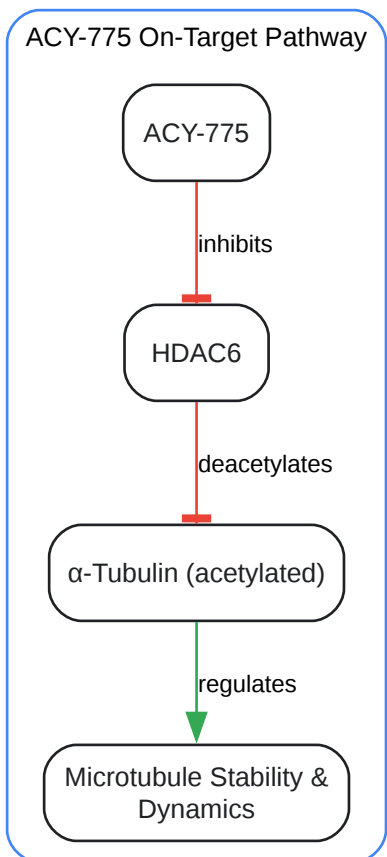 ACY-775 On-Target Pathway
ACY-775
inhibits
HDAC6
deacetylates
α-Tubulin (acetylated)
regulates
Microtubule Stability &
Dynamics